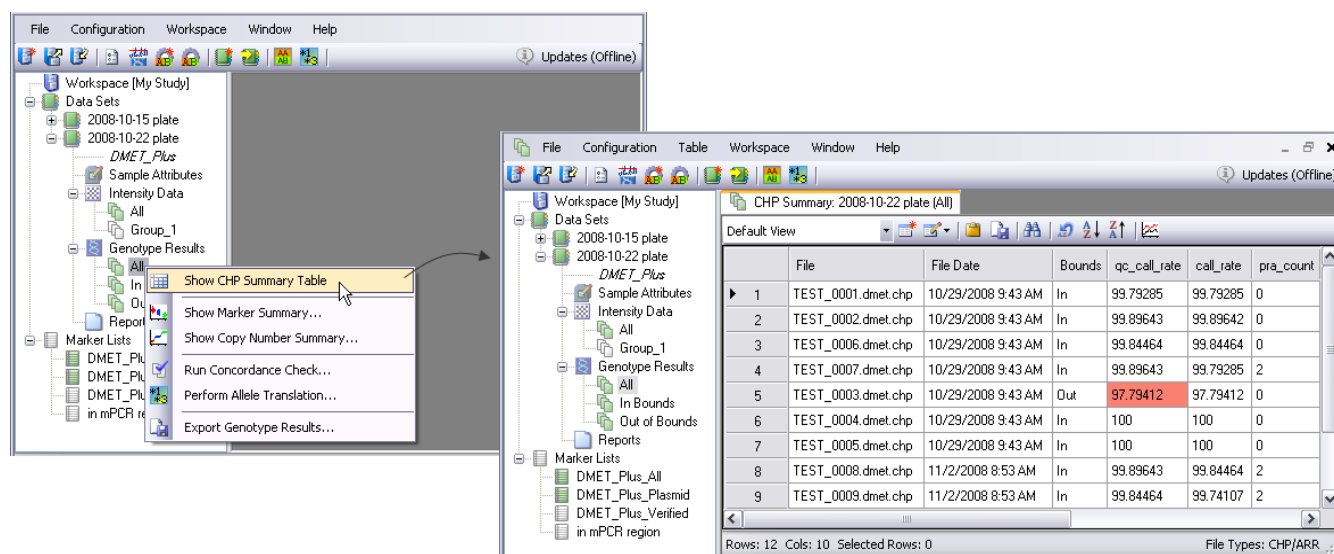 File Configuration Workspace Window Help
Updates (Offline)
Workspace [My Study]
Data Sets
2008-10-15 plate
2008-10-22 plate
DMET_Plus
Sample Attributes
Intensity Data
All
Group_1
Genotype Results
All
In
Ou
Report
Marker Lists
DMET_Plu
DMET_Plu
DMET_Plu
in mPCR re
Show CHP Summary Table
Show Marker Summary...
Show Copy Number Summary...
Run Concordance Check...
Perform Allele Translation...
Export Genotype Results...
File Configuration Table Workspace Window Help
Updates (Offline)
Workspace [My Study]
Data Sets
2008-10-15 plate
2008-10-22 plate
DMET_Plus
Sample Attributes
Intensity Data
All
Group_1
Genotype Results
All
In Bounds
Out of Bounds
Reports
Marker Lists
DMET_Plus_All
DMET_Plus_Plasmid
DMET_Plus_Verified
in mPCR region
CHP Summary: 2008-10-22 plate (All)
Default View
File File Date Bounds qc_call_rate call_rate pra_count
1 TEST_0001.dmet.chp 10/29/2008 9:43 AM In 99.79285 99.79285 0
2 TEST_0002.dmet.chp 10/29/2008 9:43 AM In 99.89643 99.89642 0
3 TEST_0006.dmet.chp 10/29/2008 9:43 AM In 99.84464 99.84464 0
4 TEST_0007.dmet.chp 10/29/2008 9:43 AM In 99.89643 99.79285 2
5 TEST_0003.dmet.chp 10/29/2008 9:43 AM Out 97.79412 97.79412 0
6 TEST_0004.dmet.chp 10/29/2008 9:43 AM In 100 100 0
7 TEST_0005.dmet.chp 10/29/2008 9:43 AM In 100 100 0
8 TEST_0008.dmet.chp 11/2/2008 8:53 AM In 99.89643 99.84464 2
9 TEST_0009.dmet.chp 11/2/2008 8:53 AM In 99.84464 99.74107 2
Rows: 12 Cols: 10 Selected Rows: 0 File Types: CHP/ARR